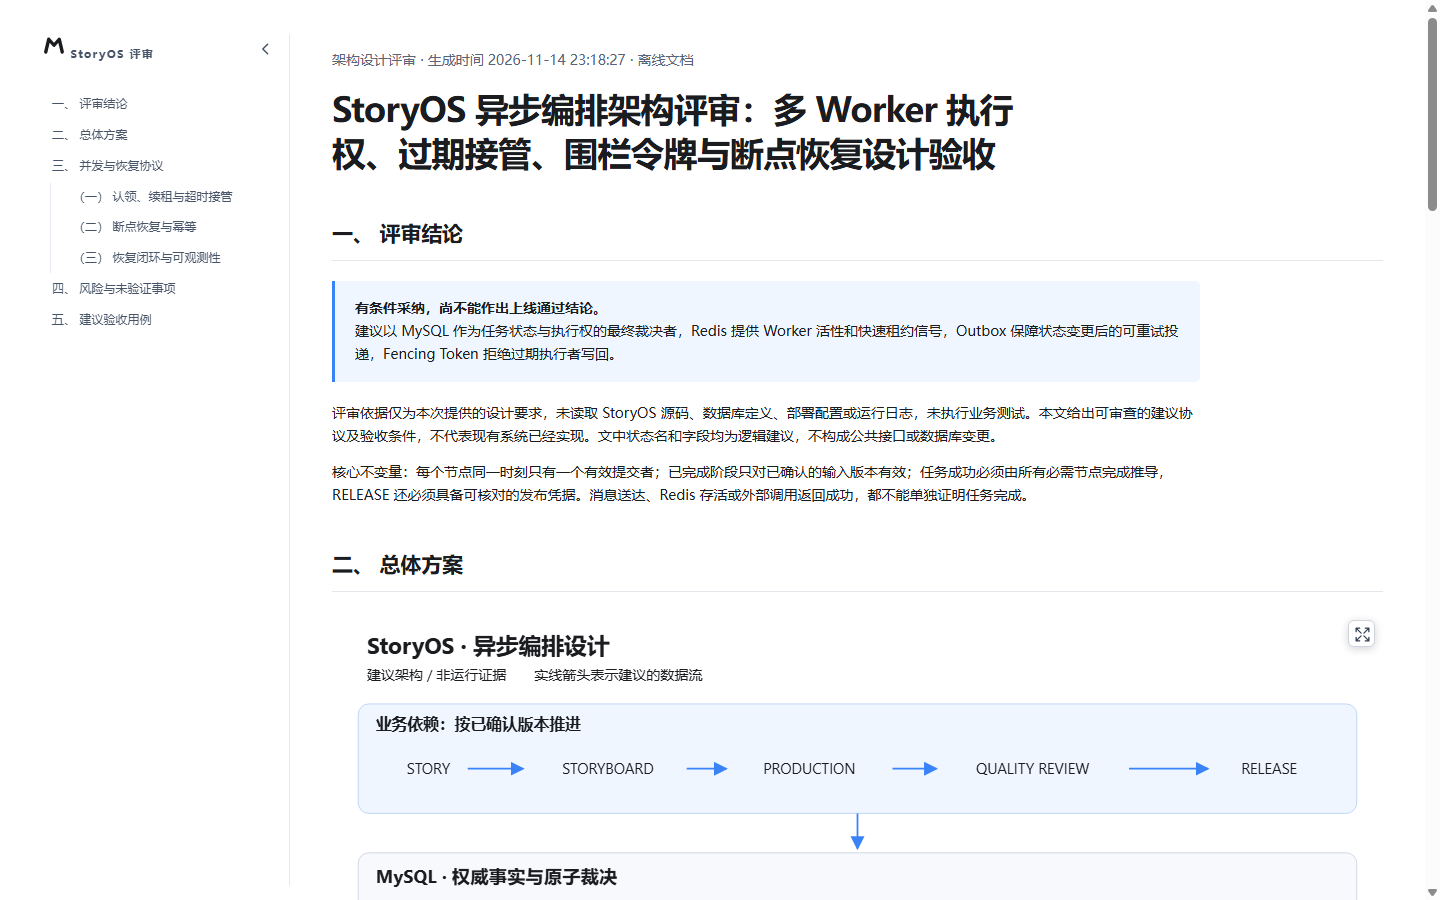 StoryOS 评审
一、 评审结论
二、 总体方案
三、 并发与恢复协议
(一) 认领、续租与超时接管
(二) 断点恢复与幂等
(三) 恢复闭环与可观测性
四、 风险与未验证事项
五、 建议验收用例
架构设计评审 · 生成时间 2026-11-14 23:18:27 · 离线文档
StoryOS 异步编排架构评审：多 Worker 执行
权、过期接管、围栏令牌与断点恢复设计验收
一、 评审结论
有条件采纳，尚不能作出上线通过结论。
建议以 MySQL 作为任务状态与执行权的最终裁决者，Redis 提供 Worker 活性和快速租约信号，Outbox 保障状态变更后的可重试投
递，Fencing Token 拒绝过期执行者写回。
评审依据仅为本次提供的设计要求，未读取 StoryOS 源码、数据库定义、部署配置或运行日志，未执行业务测试。本文给出可审查的建议协
议及验收条件，不代表现有系统已经实现。文中状态名和字段均为逻辑建议，不构成公共接口或数据库变更。
核心不变量：每个节点同一时刻只有一个有效提交者；已完成阶段只对已确认的输入版本有效；任务成功必须由所有必需节点完成推导，
RELEASE 还必须具备可核对的发布凭据。消息送达、Redis 存活或外部调用返回成功，都不能单独证明任务完成。
二、 总体方案
StoryOS · 异步编排设计
建议架构 / 非运行证据 实线箭头表示建议的数据流
业务依赖：按已确认版本推进
STORY STORYBOARD PRODUCTION QUALITY REVIEW RELEASE
MySQL · 权威事实与原子裁决